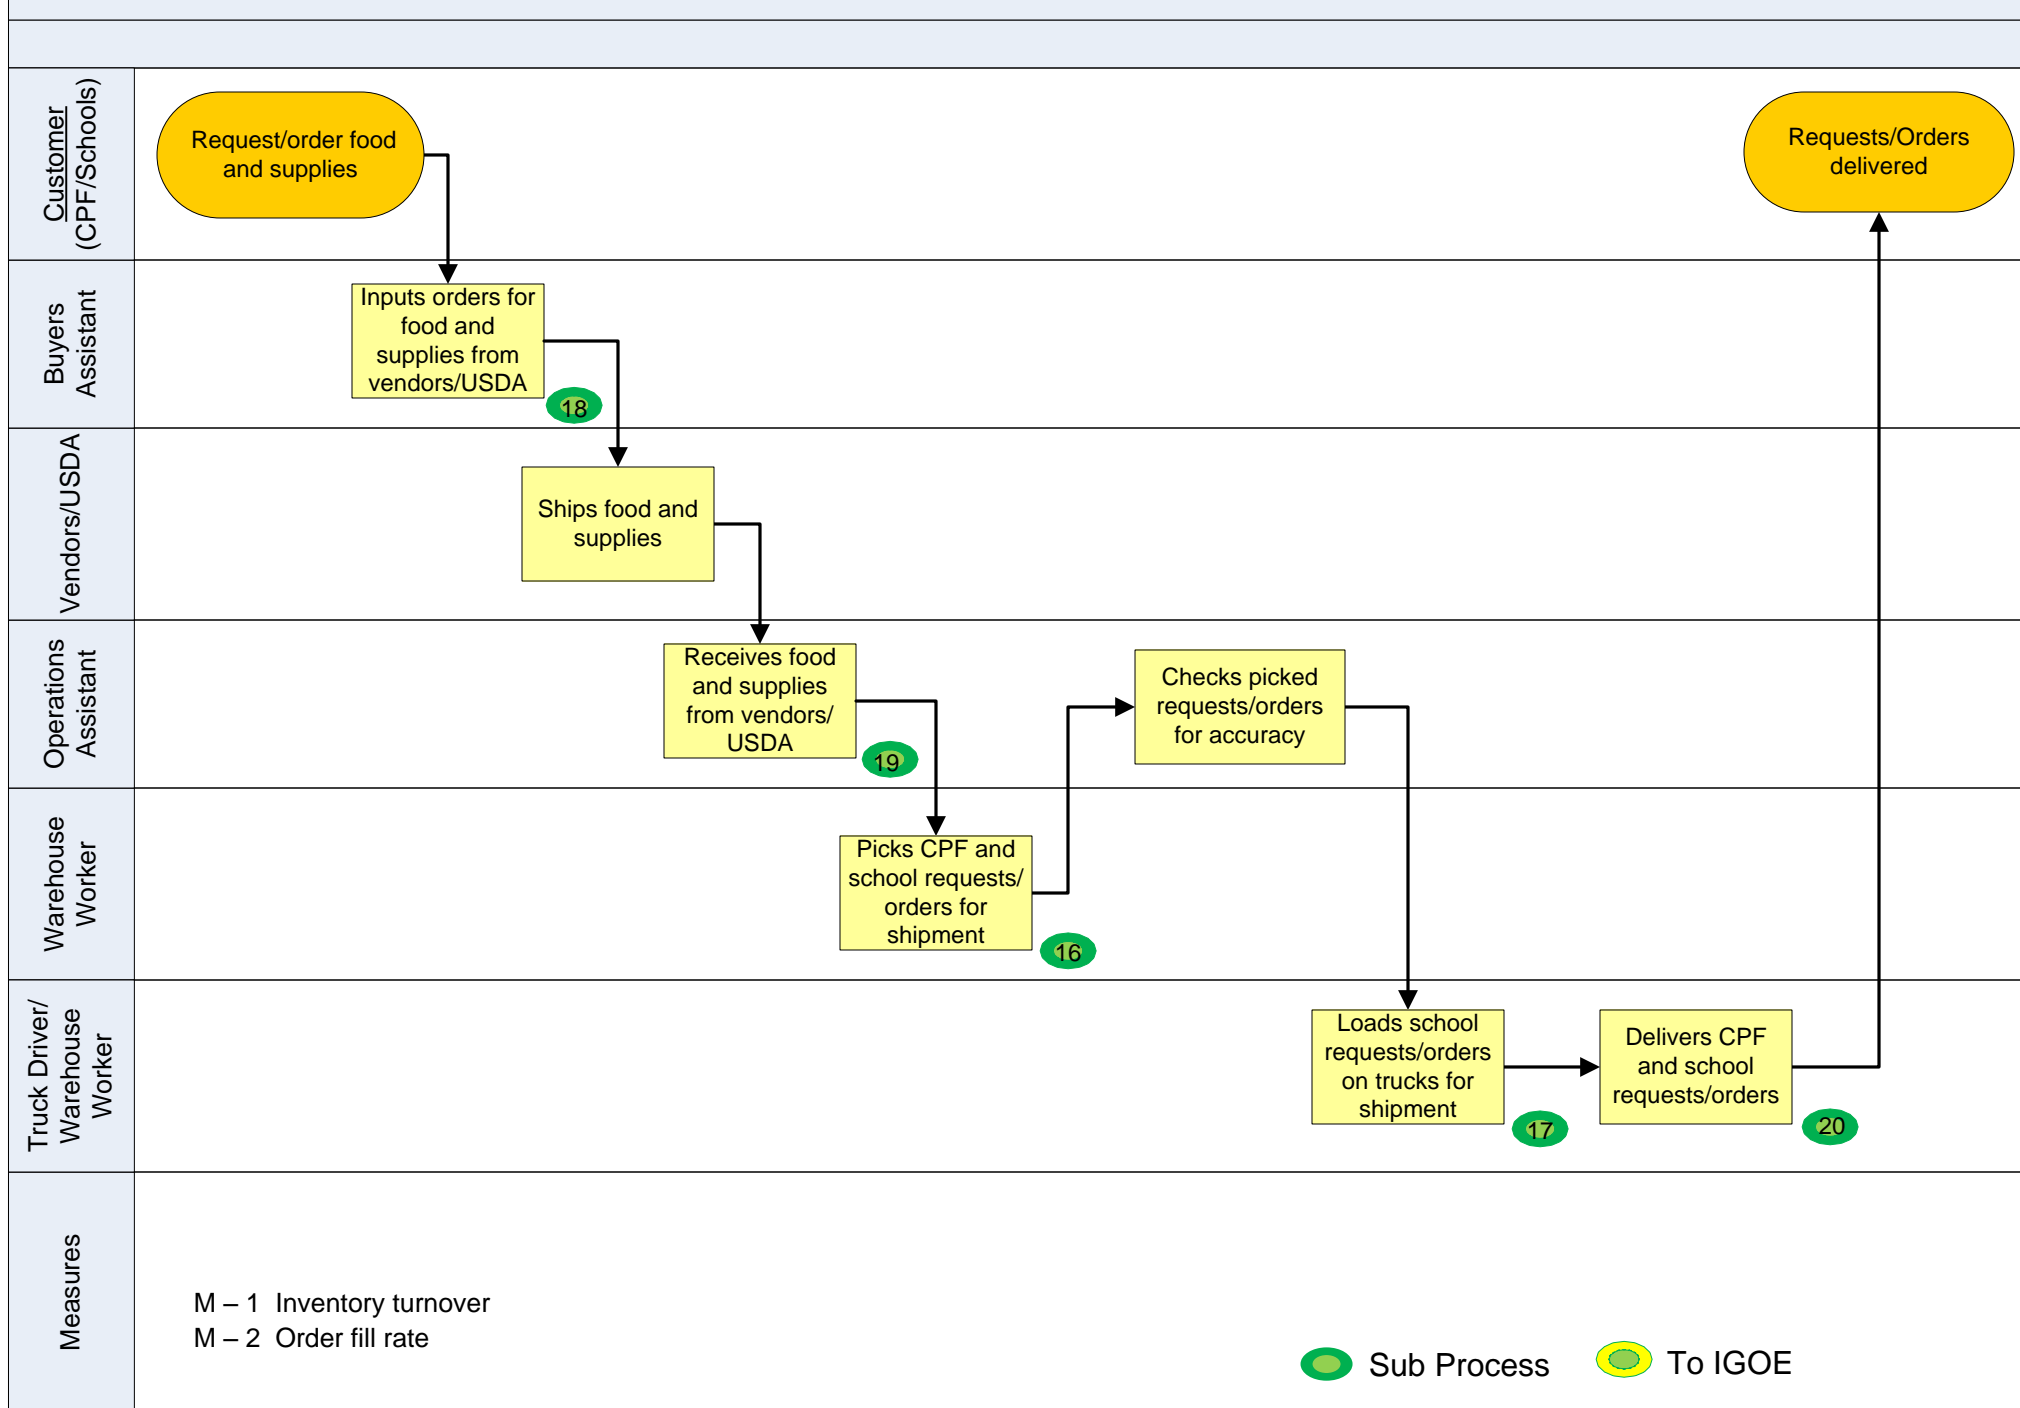 Customer
(CPF/Schools)
Request/order food
and supplies
Requests/Orders
delivered
Buyers
Assistant
Inputs orders for
food and
supplies from
vendors/USDA
18
Vendors/USDA
Ships food and
supplies
Operations
Assistant
Receives food
and supplies
from vendors/
USDA
19
Checks picked
requests/orders
for accuracy
Warehouse
Worker
Picks CPF and
school requests/
orders for
shipment
16
Truck Driver/
Warehouse
Worker
Loads school
requests/orders
on trucks for
shipment
17
Delivers CPF
and school
requests/orders
20
Measures
M – 1 Inventory turnover
M – 2 Order fill rate
Sub Process
To IGOE